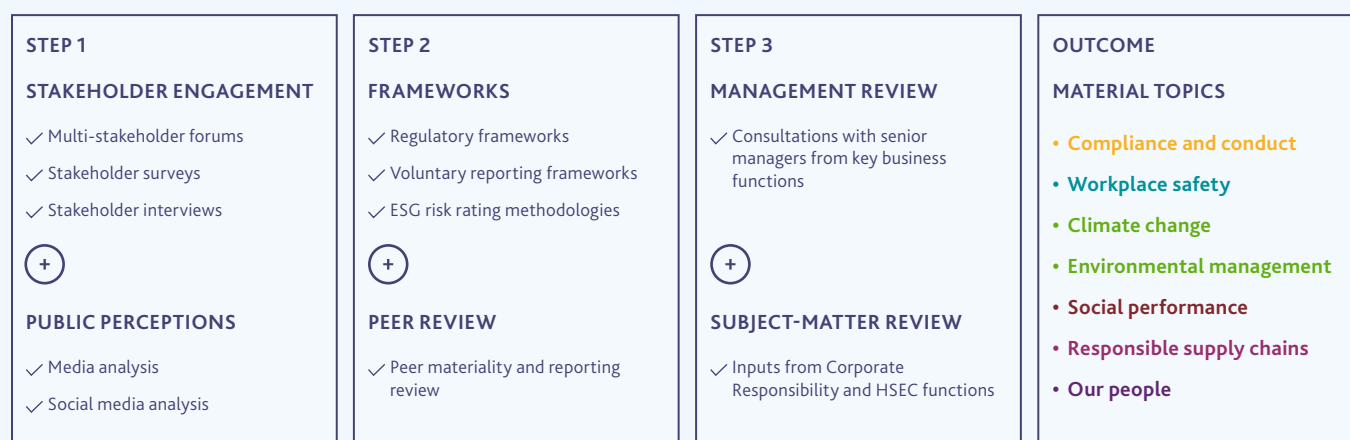 STEP 1
STAKEHOLDER ENGAGEMENT
Multi-stakeholder forums
Stakeholder surveys
Stakeholder interviews
+
PUBLIC PERCEPTIONS
Media analysis
Social media analysis
STEP 2
FRAMEWORKS
Regulatory frameworks
Voluntary reporting frameworks
ESG risk rating methodologies
+
PEER REVIEW
Peer materiality and reporting
review
STEP 3
MANAGEMENT REVIEW
Consultations with senior
managers from key business
functions
+
SUBJECT-MATTER REVIEW
Inputs from Corporate
Responsibility and HSEC functions
OUTCOME
MATERIAL TOPICS
• Compliance and conduct
• Workplace safety
• Climate change
• Environmental management
• Social performance
• Responsible supply chains
• Our people